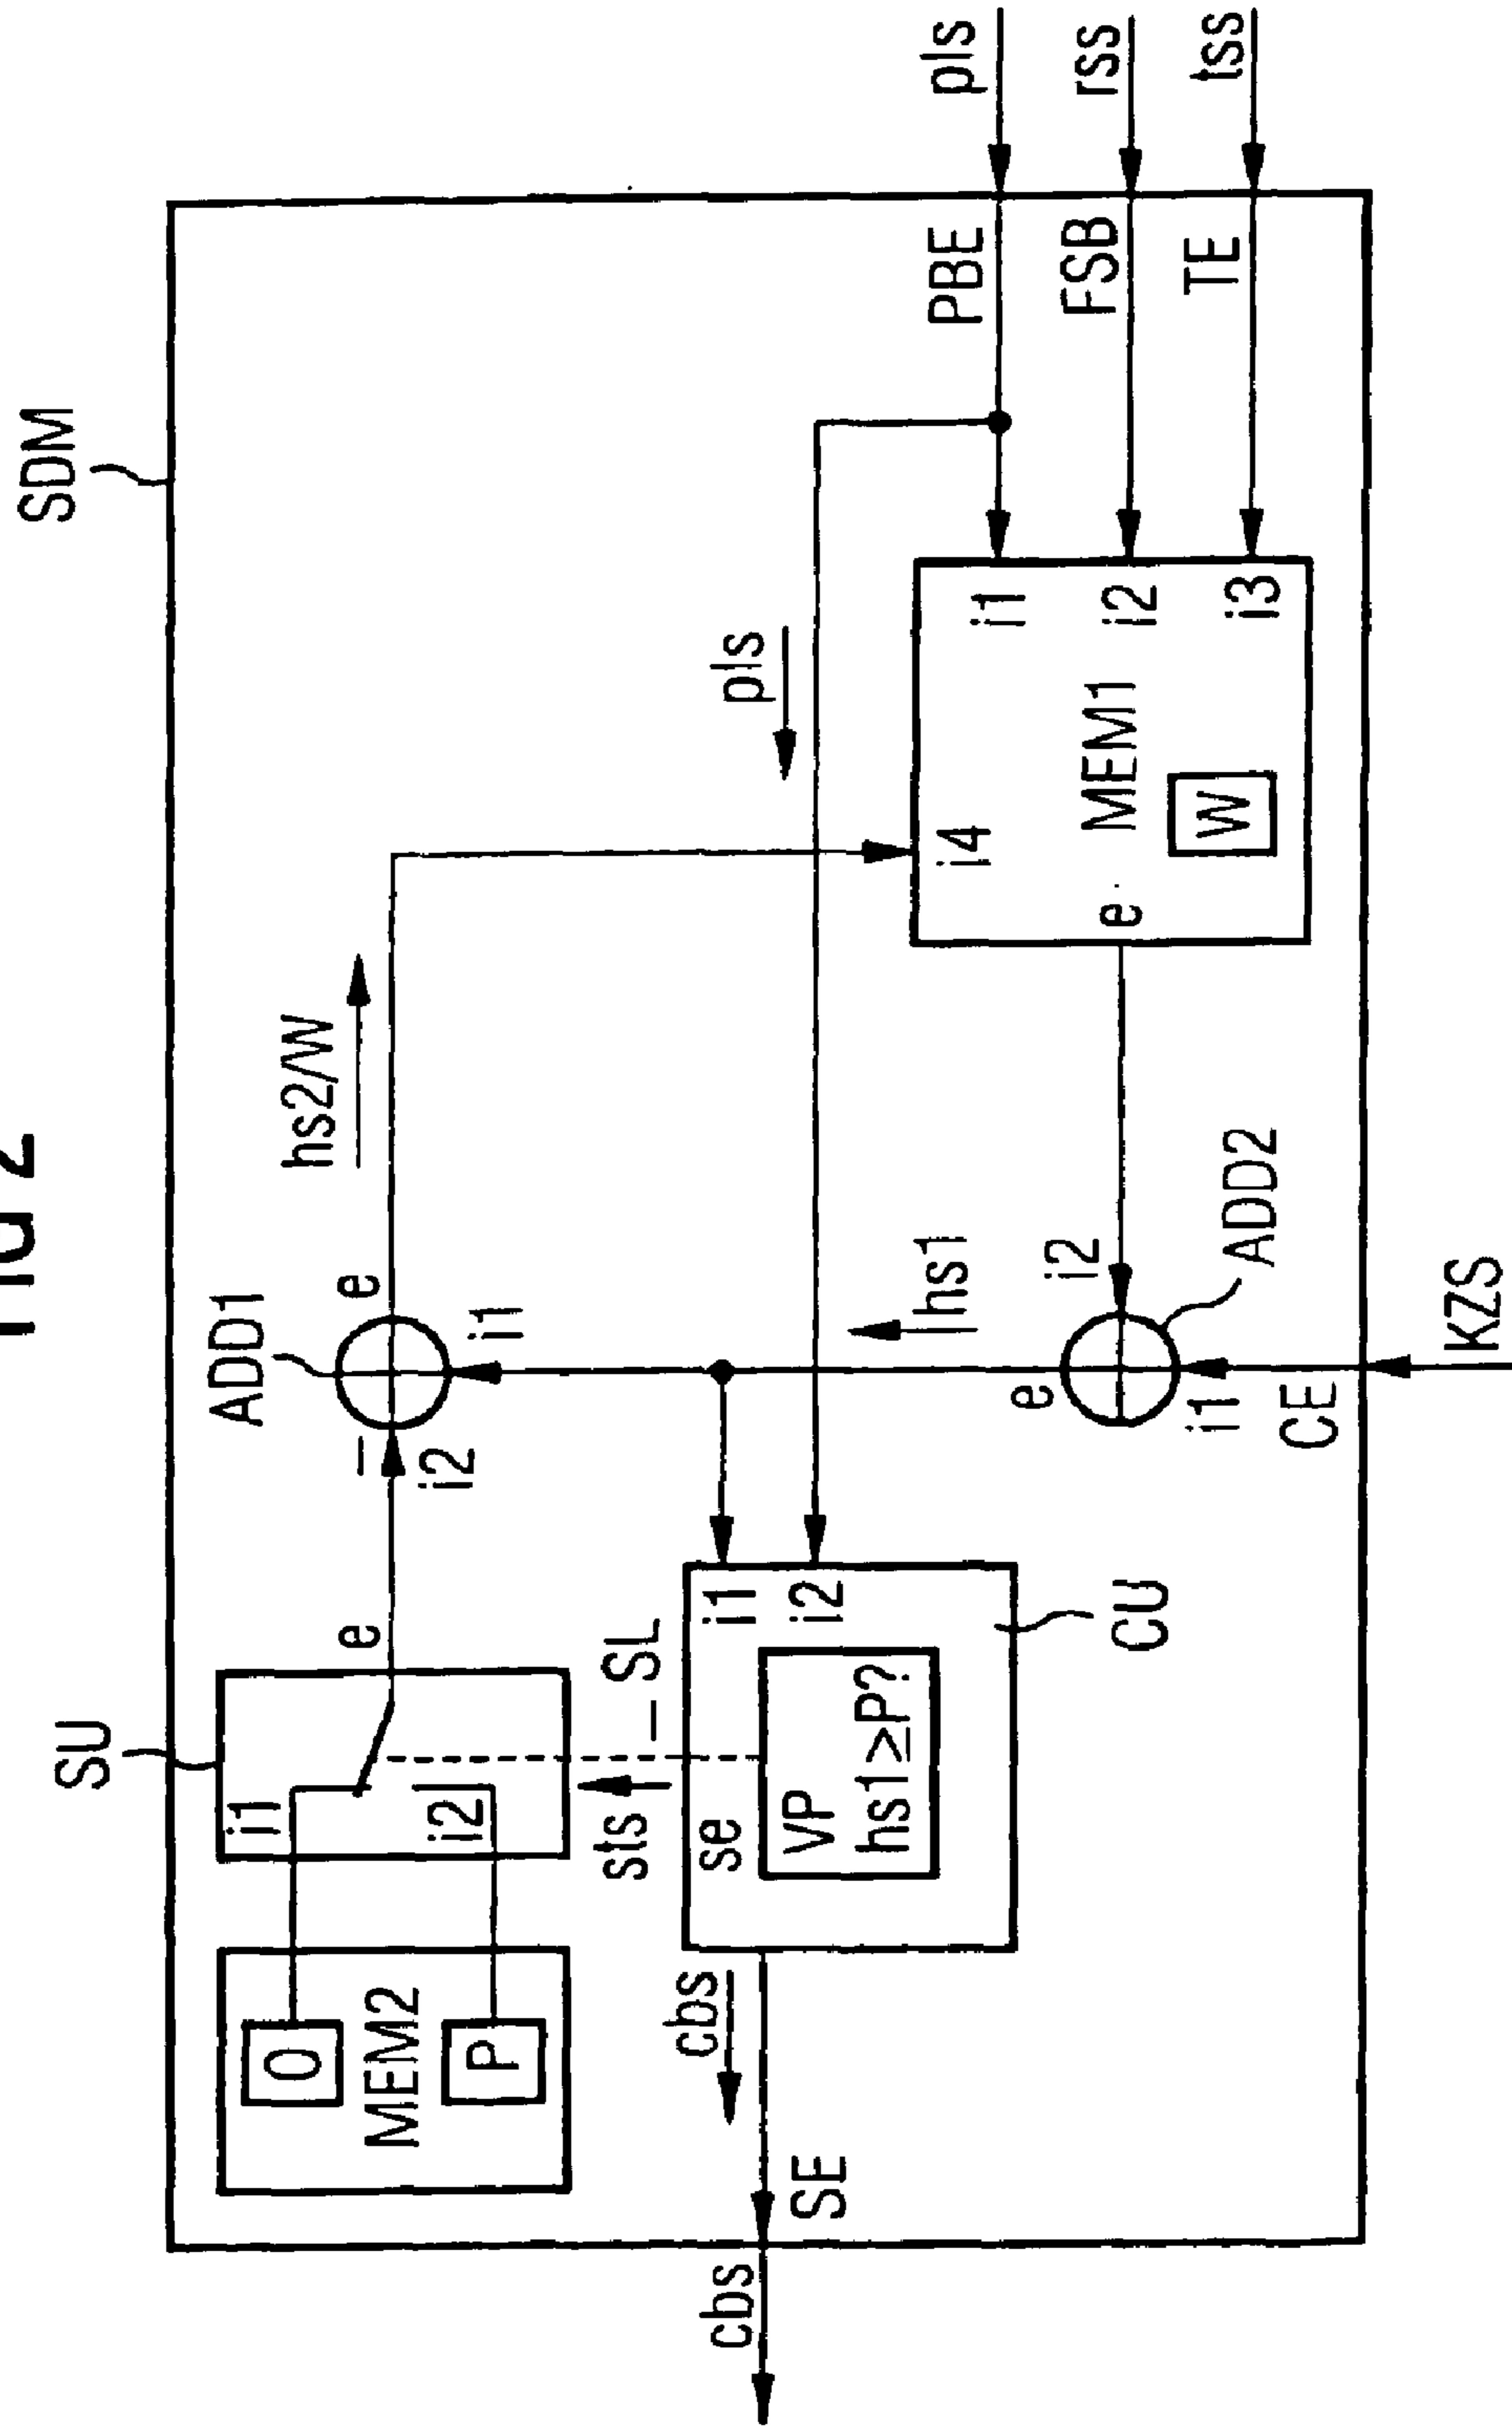 FIG 2
SU
SDM
ADD1
i1
0
hs2/W
e
–
e
MEM2
i2
i2
P
i1
sts
_SL
cbs
cbs
se
i1
pls
VP
i2
SE
hs1≥P?
hs1
PBE
pls
i4
i1
e
i2
e
MEM1
i2
FSB
rss
CU
i1
W
i3
TE
tss
ADD2
CE
KZS